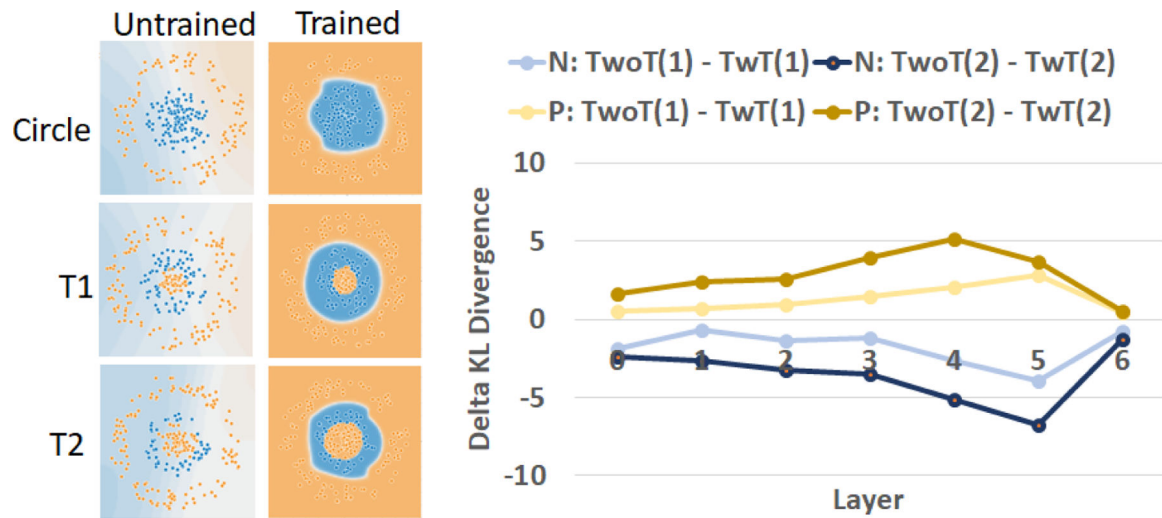 Untrained Trained
Circle
T1
T2
N: TwoT(1) - TwT(1) N: TwoT(2) - TwT(2)
P: TwoT(1) - TwT(1) P: TwoT(2) - TwT(2)
Delta KL Divergence
10
5
0
-5
-10
0 1 2 3 4 5 6
Layer